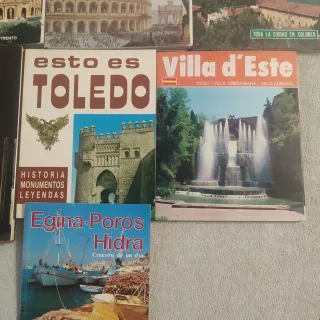 TODA LA CIUDAD EN COLORES
esto es
TOLEDO
HISTORIA
MONUMENTOS
LEYENDAS
Villa d'Este
Egina-Poros
Hidra
Crucero de un día